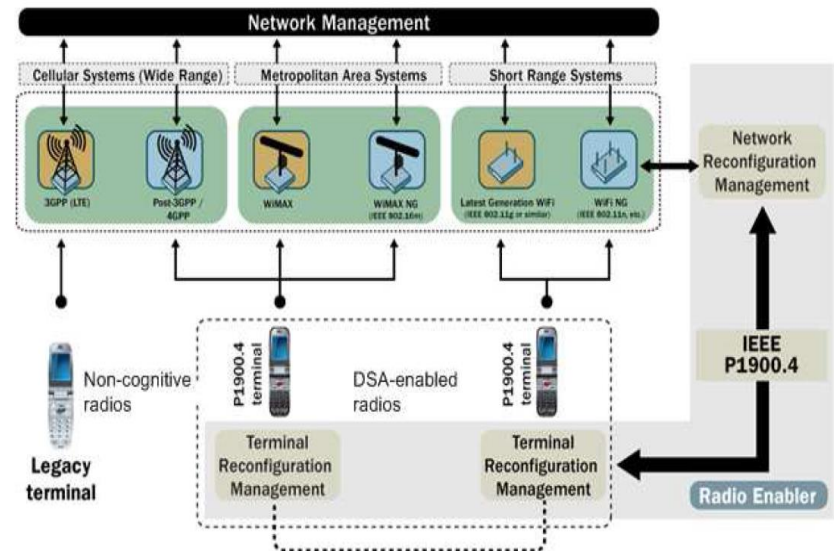 Network Management
Cellular Systems (Wide Range)
Metropolitan Area Systems
Short Range Systems
3GPP (LTE)
Post-3GPP /
4GPP
WiMAX
WiMAX NG
(IEEE 802.16m)
Latest Generation WiFi
(IEEE 802.11g or similar)
WiFi NG
(IEEE 802.11n, etc.)
Network
Reconfiguration
Management
IEEE
P1900.4
Non-cognitive
radios
Legacy
terminal
P1900.4
terminal
DSA-enabled
radios
P1900.4
terminal
Terminal
Reconfiguration
Management
Terminal
Reconfiguration
Management
Radio Enabler